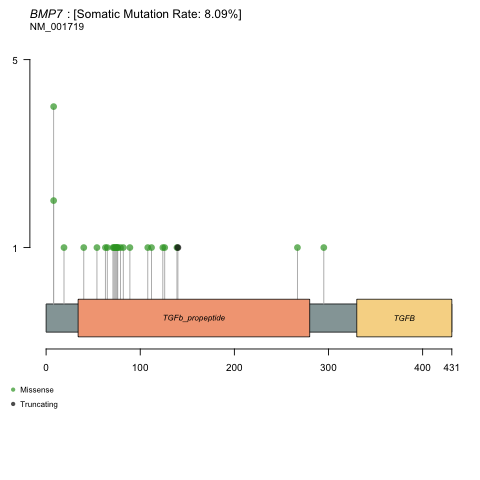 BMP7 : [Somatic Mutation Rate: 8.09%]
NM_001719
5
1
TGFb_propeptide
TGFB
0 100 200 300 400 431
Missense
Truncating